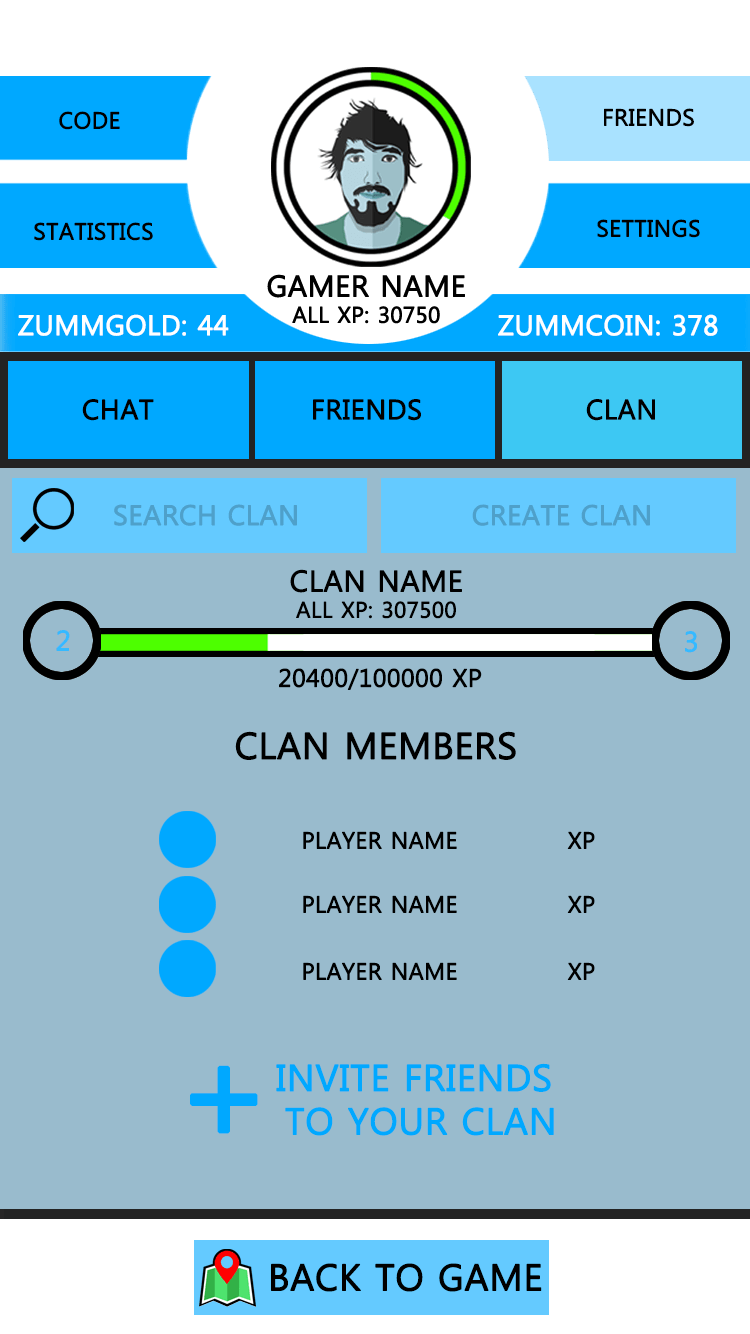 CODE
FRIENDS
STATISTICS
SETTINGS
GAMER NAME
ALL XP: 30750
ZUMMGOLD: 44
ZUMMCOIN: 378
CHAT
FRIENDS
CLAN
SEARCH CLAN
CREATE CLAN
CLAN NAME
ALL XP: 307500
2
3
20400/100000 XP
CLAN MEMBERS
PLAYER NAME XP
PLAYER NAME XP
PLAYER NAME XP
INVITE FRIENDS
TO YOUR CLAN
BACK TO GAME